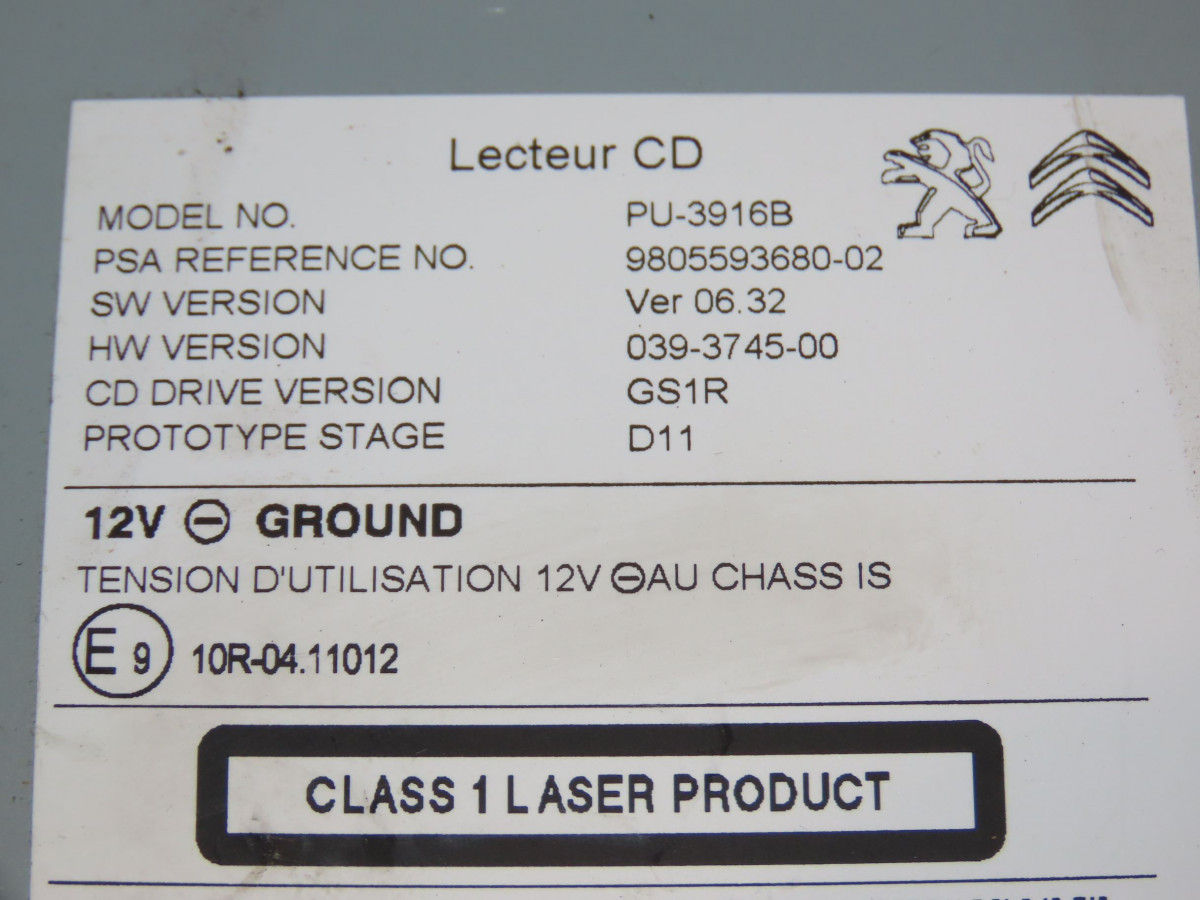 Lecteur CD
MODEL NO. PU-3916B
PSA REFERENCE NO. 9805593680-02
SW VERSION Ver 06.32
HW VERSION 039-3745-00
CD DRIVE VERSION GS1R
PROTOTYPE STAGE D11
12V ⊖ GROUND
TENSION D'UTILISATION 12V ⊖AU CHASS IS
E 9 10R-04.11012
CLASS 1 L ASER PRODUCT